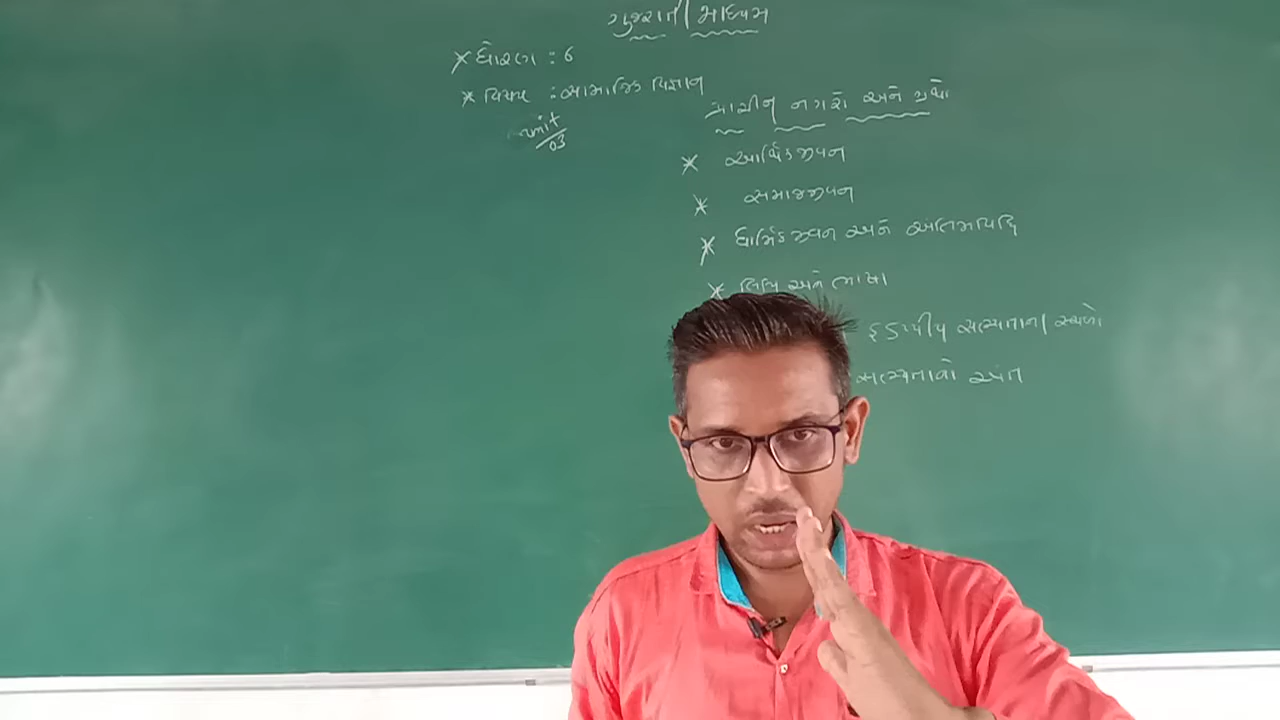 ગુજરાતી માધ્યમ
* ધોરણ : 6
* વિષય : સામાજિક વિજ્ઞાન
unit 03
પ્રાચીન નગરો અને ગ્રંથો
* આર્થિકજીવન
* સમાજજીવન
* ધાર્મિકજીવન અને અંતિમવિધિ
* લિપિ અને ભાષા
હડપ્પીય સભ્યતાના સ્થળો
સભ્યતાનો અંત